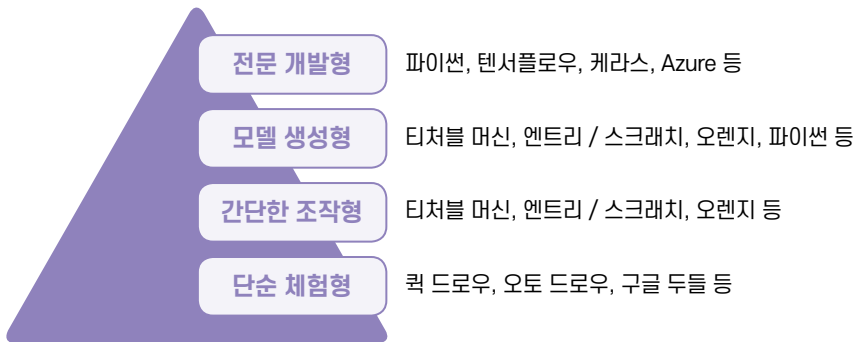 전문 개발형
파이썬, 텐서플로우, 케라스, Azure 등
모델 생성형
티처블 머신, 엔트리 / 스크래치, 오렌지, 파이썬 등
간단한 조작형
티처블 머신, 엔트리 / 스크래치, 오렌지 등
단순 체험형
퀵 드로우, 오토 드로우, 구글 두들 등